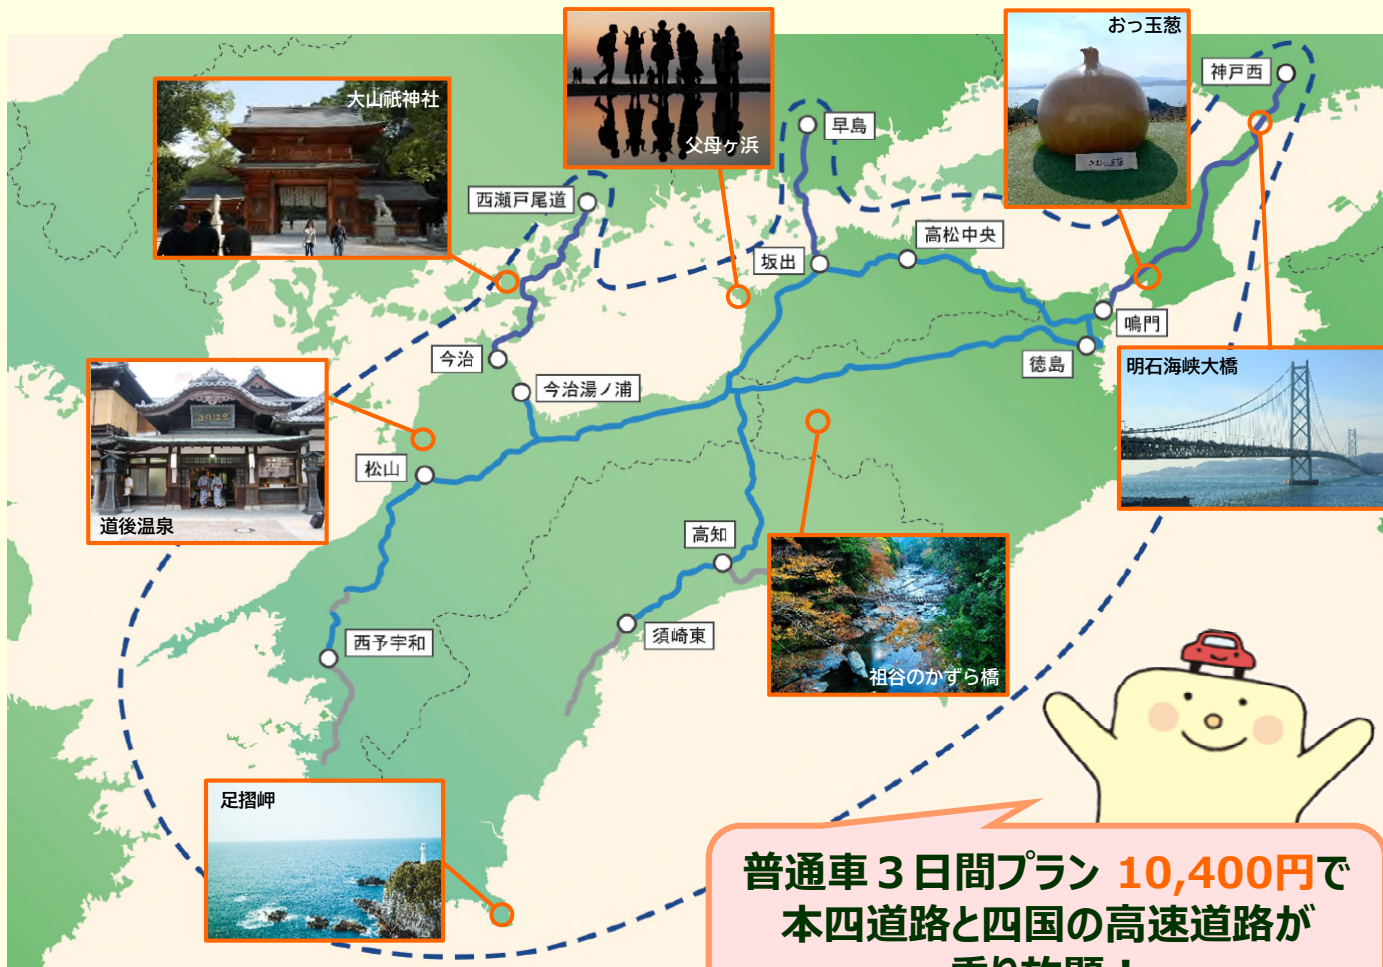 おっ玉葱
神戸西
大山祇神社
早島
父母ヶ浜
西瀬戸尾道
高松中央
坂出
鳴門
今治
徳島
明石海峡大橋
今治湯ノ浦
松山
道後温泉
高知
須崎東
西予宇和
祖谷のかずら橋
足摺岬
普通車3日間プラン 10,400円で
本四道路と四国の高速道路が
乗り放題！